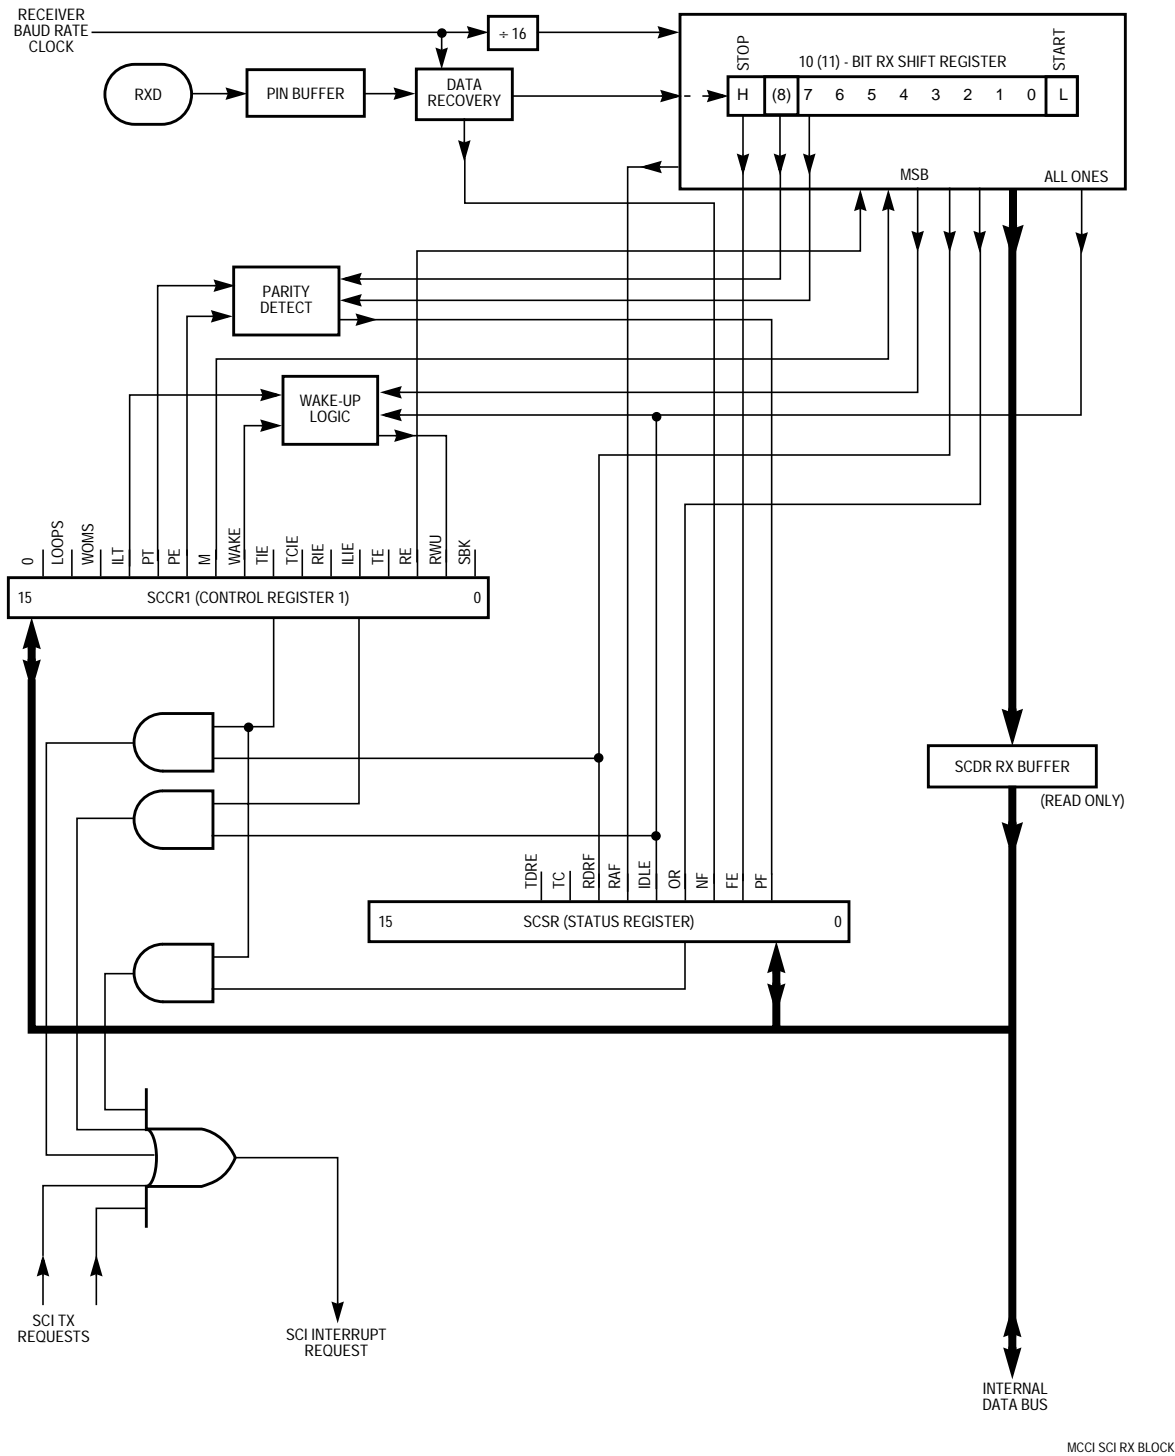 RECEIVER
BAUD RATE
CLOCK
÷ 16
STOP
START
10 (11) - BIT RX SHIFT REGISTER
RXD
PIN BUFFER
DATA
RECOVERY
H (8) 7 6 5 4 3 2 1 0 L
MSB
ALL ONES
PARITY
DETECT
WAKE-UP
LOGIC
0
LOOPS
WOMS
ILT
PT
PE
M
WAKE
TIE
TCIE
RIE
ILIE
TE
RE
RWU
SBK
15 SCCR1 (CONTROL REGISTER 1) 0
SCDR RX BUFFER
(READ ONLY)
TDRE
TC
RDRF
RAF
IDLE
OR
NF
FE
PF
15 SCSR (STATUS REGISTER) 0
SCI TX
REQUESTS
SCI INTERRUPT
REQUEST
INTERNAL
DATA BUS
MCCI SCI RX BLOCK